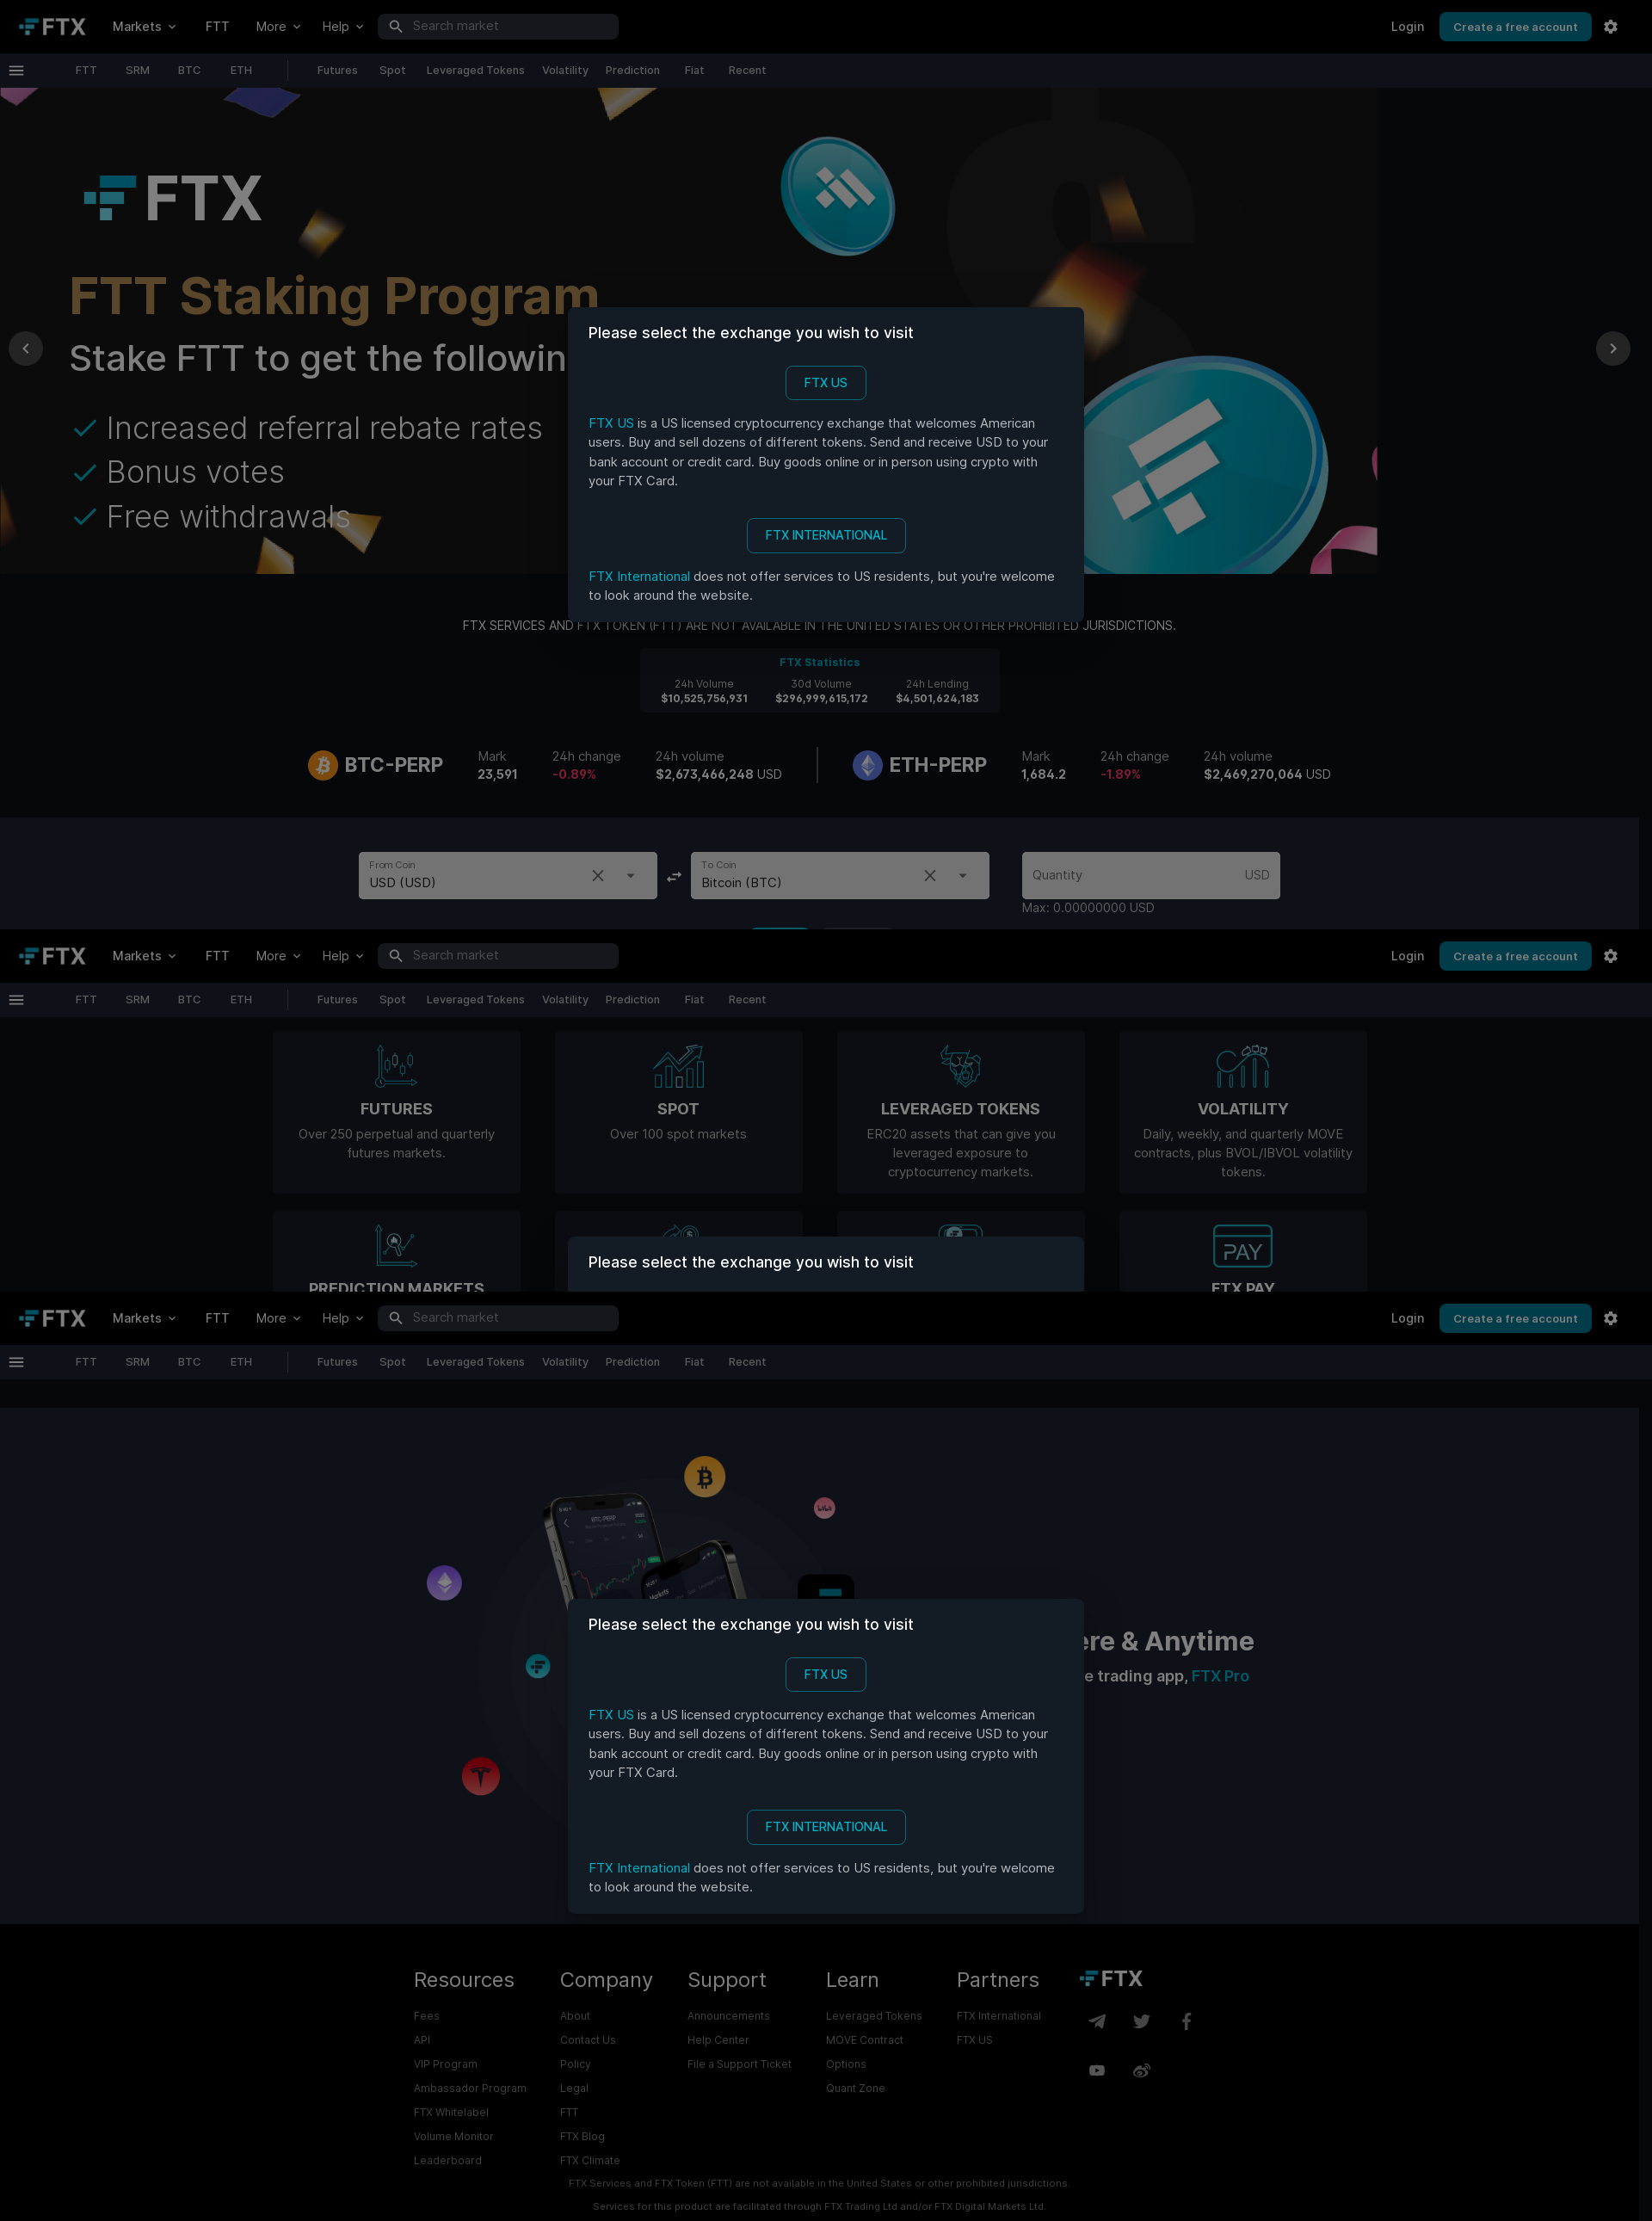 FTX Markets FTT More Help Search market Login Create a free account
FTT SRM BTC ETH Futures Spot Leveraged Tokens Volatility Prediction Fiat Recent
FTX
FTT Staking Program
Stake FTT to get the followin
Increased referral rebate rates
Bonus votes
Free withdrawals
Please select the exchange you wish to visit
FTX US
FTX US is a US licensed cryptocurrency exchange that welcomes American
users. Buy and sell dozens of different tokens. Send and receive USD to your
bank account or credit card. Buy goods online or in person using crypto with
your FTX Card.
FTX INTERNATIONAL
FTX International does not offer services to US residents, but you're welcome
to look around the website.
FTX SERVICES AND FTX TOKEN (FTT) ARE NOT AVAILABLE IN THE UNITED STATES OR OTHER PROHIBITED JURISDICTIONS.
FTX Statistics
24h Volume 30d Volume 24h Lending
$10,525,756,931 $296,999,615,172 $4,501,624,183
BTC-PERP Mark 24h change 24h volume ETH-PERP Mark 24h change 24h volume
23,591 -0.89% $2,673,466,248 USD 1,684.2 -1.89% $2,469,270,064 USD
From Coin To Coin
USD (USD) Bitcoin (BTC) Quantity USD
Max: 0.00000000 USD
FTX Markets FTT More Help Search market Login Create a free account
FTT SRM BTC ETH Futures Spot Leveraged Tokens Volatility Prediction Fiat Recent
FUTURES SPOT LEVERAGED TOKENS VOLATILITY
Over 250 perpetual and quarterly Over 100 spot markets ERC20 assets that can give you Daily, weekly, and quarterly MOVE
futures markets. leveraged exposure to contracts, plus BVOL/IBVOL volatility
cryptocurrency markets. tokens.
PAY
Please select the exchange you wish to visit
PREDICTION MARKETS FTX PAY
FTX Markets FTT More Help Search market Login Create a free account
FTT SRM BTC ETH Futures Spot Leveraged Tokens Volatility Prediction Fiat Recent
BTC-PERP
Markets
Please select the exchange you wish to visit
ere & Anytime
FTX US
e trading app, FTX Pro
FTX US is a US licensed cryptocurrency exchange that welcomes American
users. Buy and sell dozens of different tokens. Send and receive USD to your
bank account or credit card. Buy goods online or in person using crypto with
your FTX Card.
FTX INTERNATIONAL
FTX International does not offer services to US residents, but you're welcome
to look around the website.
Resources Company Support Learn Partners FTX
Fees About Announcements Leveraged Tokens FTX International
API Contact Us Help Center MOVE Contract FTX US
VIP Program Policy File a Support Ticket Options
Ambassador Program Legal Quant Zone
FTX Whitelabel FTT
Volume Monitor FTX Blog
Leaderboard FTX Climate
FTX Services and FTX Token (FTT) are not available in the United States or other prohibited jurisdictions.
Services for this product are facilitated through FTX Trading Ltd and/or FTX Digital Markets Ltd.